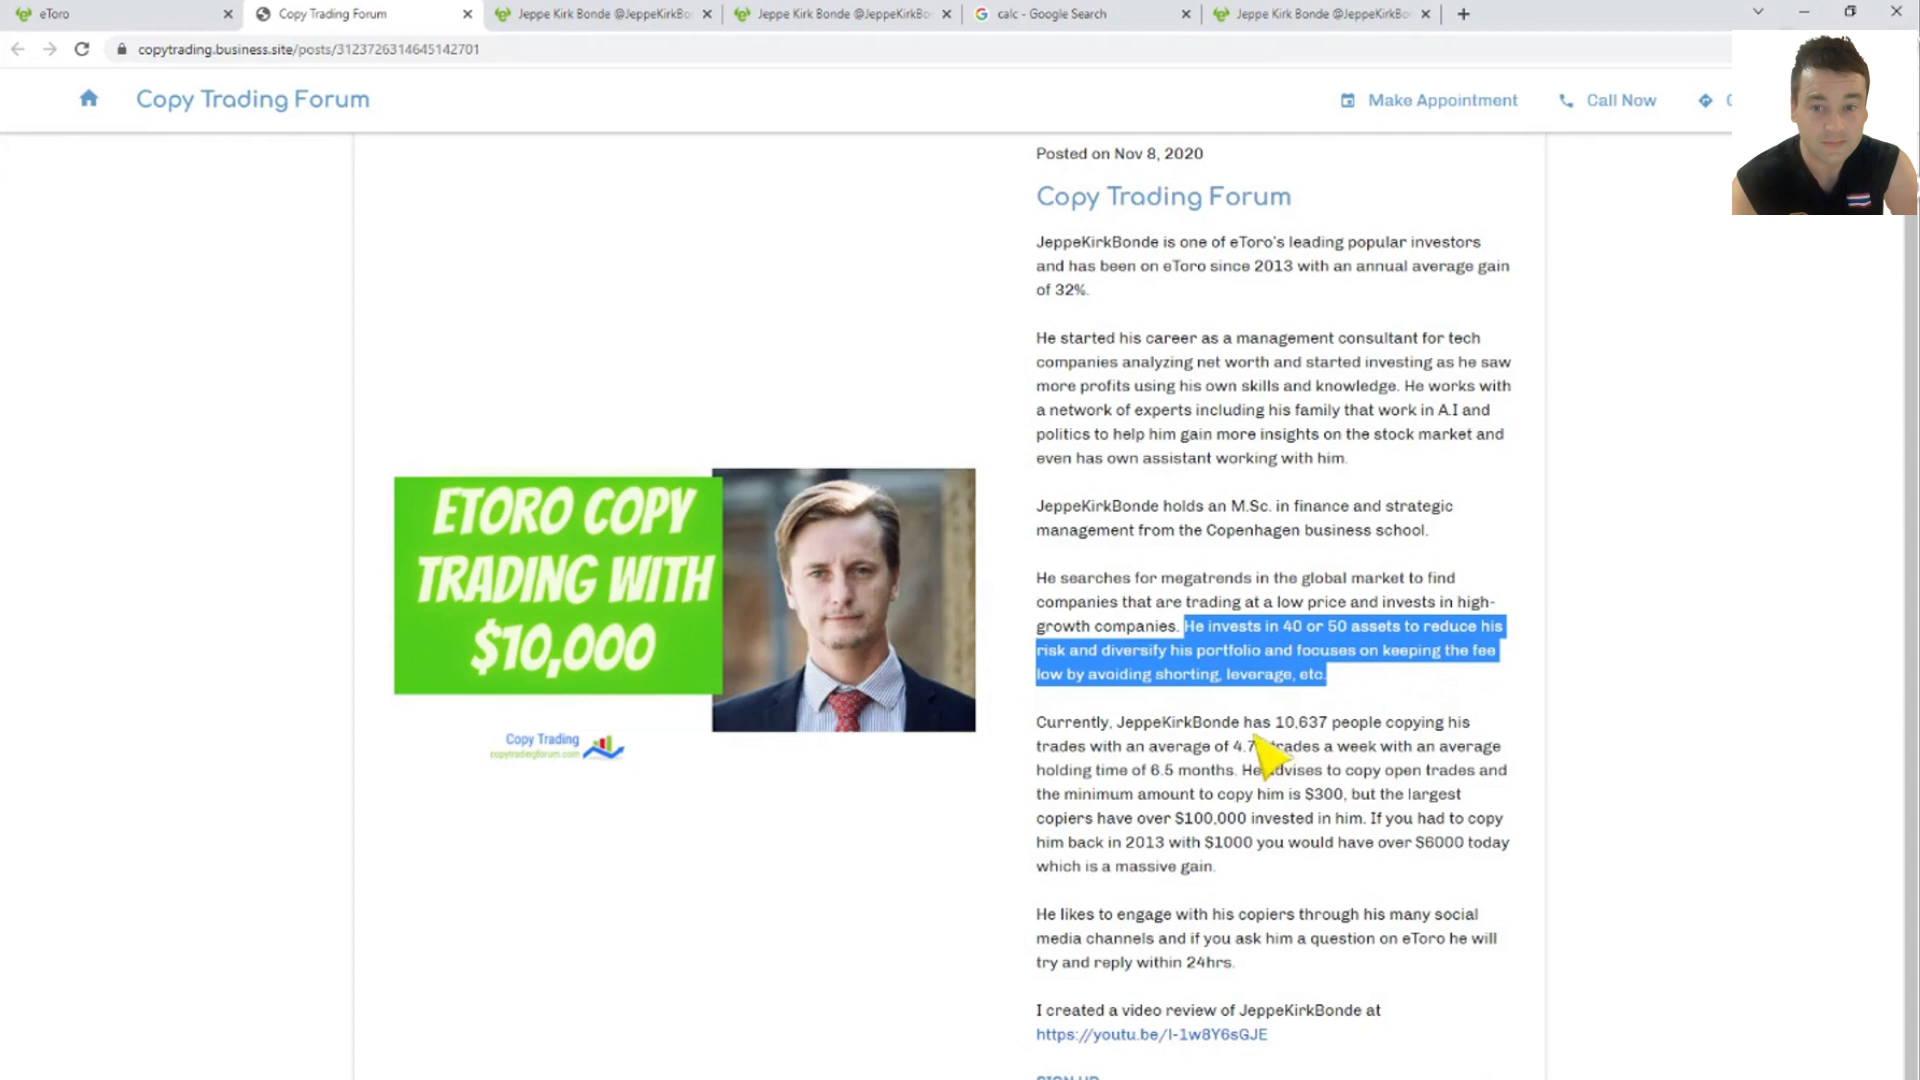 eToro
Copy Trading Forum
Jeppe Kirk Bonde @JeppeKirkBo
Jeppe Kirk Bonde @JeppeKirkBo
calc - Google Search
Jeppe Kirk Bonde @JeppeKirkBo
copytrading.business.site/posts/3123726314645142701
Copy Trading Forum
Make Appointment
Call Now
Posted on Nov 8, 2020
Copy Trading Forum
JeppeKirkBonde is one of eToro's leading popular investors
and has been on eToro since 2013 with an annual average gain
of 32%.
He started his career as a management consultant for tech
companies analyzing net worth and started investing as he saw
more profits using his own skills and knowledge. He works with
a network of experts including his family that work in A.I and
politics to help him gain more insights on the stock market and
even has own assistant working with him.
JeppeKirkBonde holds an M.Sc. in finance and strategic
management from the Copenhagen business school.
He searches for megatrends in the global market to find
companies that are trading at a low price and invests in high-
growth companies. He invests in 40 or 50 assets to reduce his
risk and diversify his portfolio and focuses on keeping the fee
low by avoiding shorting, leverage, etc.
Currently, JeppeKirkBonde has 10,637 people copying his
trades with an average of 4.7 trades a week with an average
holding time of 6.5 months. He advises to copy open trades and
the minimum amount to copy him is $300, but the largest
copiers have over $100,000 invested in him. If you had to copy
him back in 2013 with $1000 you would have over $6000 today
which is a massive gain.
He likes to engage with his copiers through his many social
media channels and if you ask him a question on eToro he will
try and reply within 24hrs.
I created a video review of JeppeKirkBonde at
https://youtu.be/l-1w8Y6sGJE
SIGN UP
ETORO COPY
TRADING WITH
$10,000
Copy Trading
copytradingforum.com